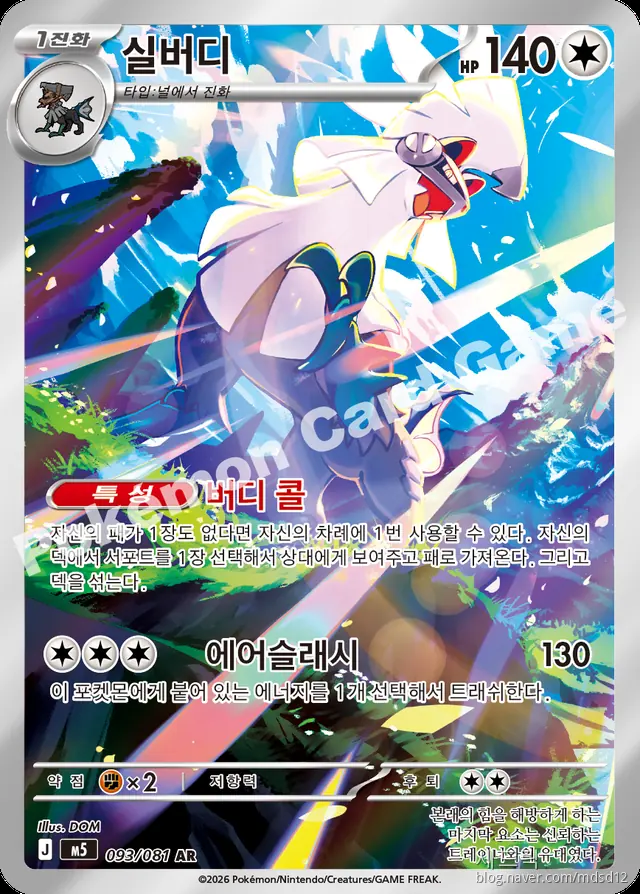 1진화
실버디
HP 140
타입:널에서 진화
Pokémon Card Game
특성 버디 콜
자신의 패가 1장도 없다면 자신의 차례에 1번 사용할 수 있다. 자신의
덱에서 서포트를 1장 선택해서 상대에게 보여주고 패로 가져온다. 그리고
덱을 섞는다.
에어슬래시 130
이 포켓몬에게 붙어 있는 에너지를 1개 선택해서 트래쉬한다.
약점 ×2 저항력 후퇴
Illus. DOM
J m5 093/081 AR
본래의 힘을 해방하게 하는
마지막 요소는 신뢰하는
트레이너와의 유대였다.
©2026 Pokémon/Nintendo/Creatures/GAME FREAK.
blog.naver.com/mdsd12